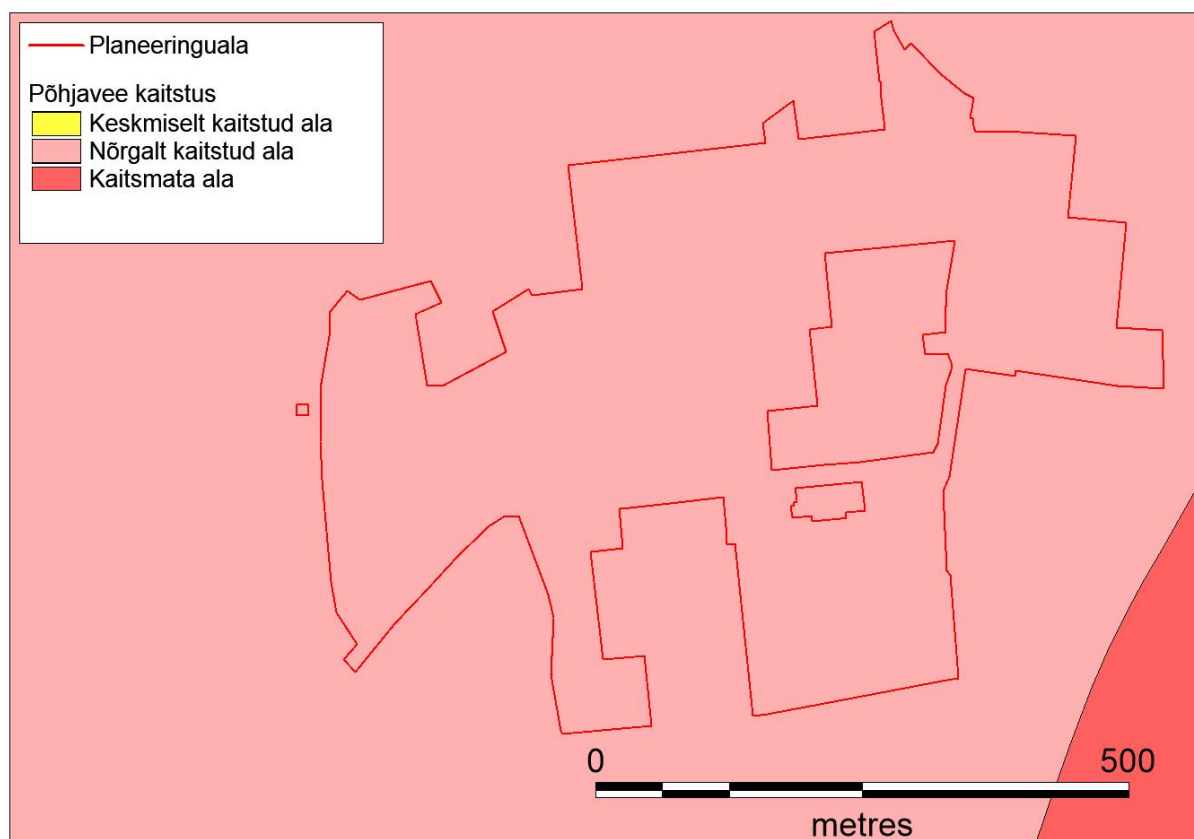 Planeeringuala
Põhjavee kaitstus
Keskmiselt kaitstud ala
Nõrgalt kaitstud ala
Kaitsmata ala
0 500
metres